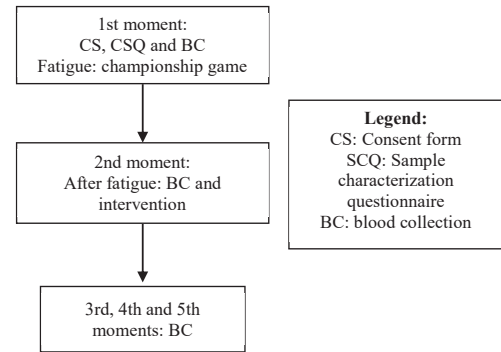 1st moment:
CS, CSQ and BC
Fatigue: championship game
2nd moment:
After fatigue: BC and
intervention
3rd, 4th and 5th
moments: BC
Legend:
CS: Consent form
SCQ: Sample
characterization
questionnaire
BC: blood collection